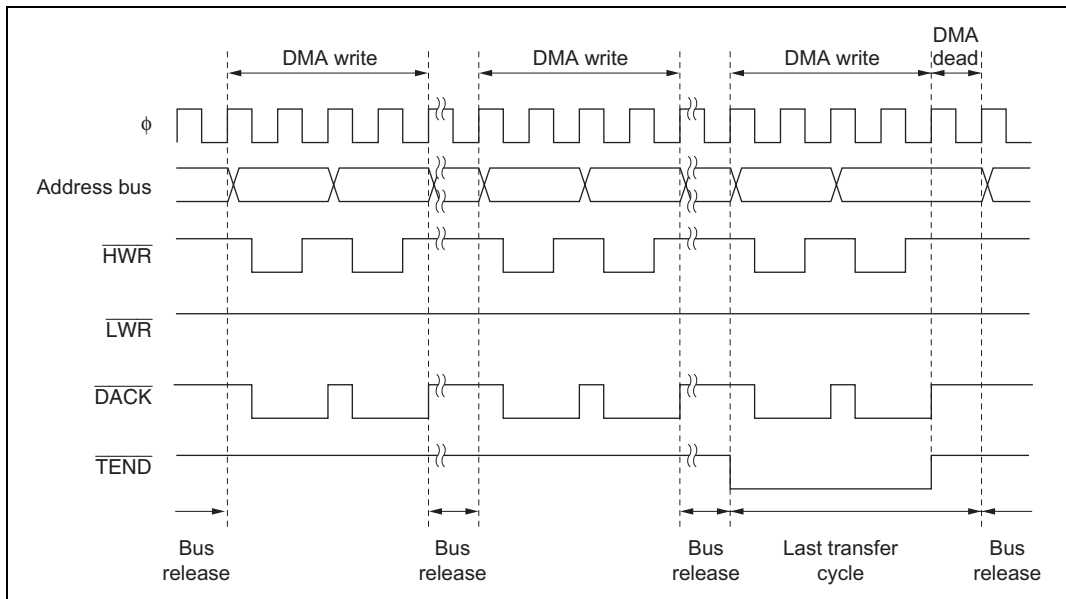 DMA
DMA write DMA write DMA write dead
ϕ
Address bus
HWR
LWR
DACK
TEND
Bus Bus Bus Last transfer Bus
release release release cycle release